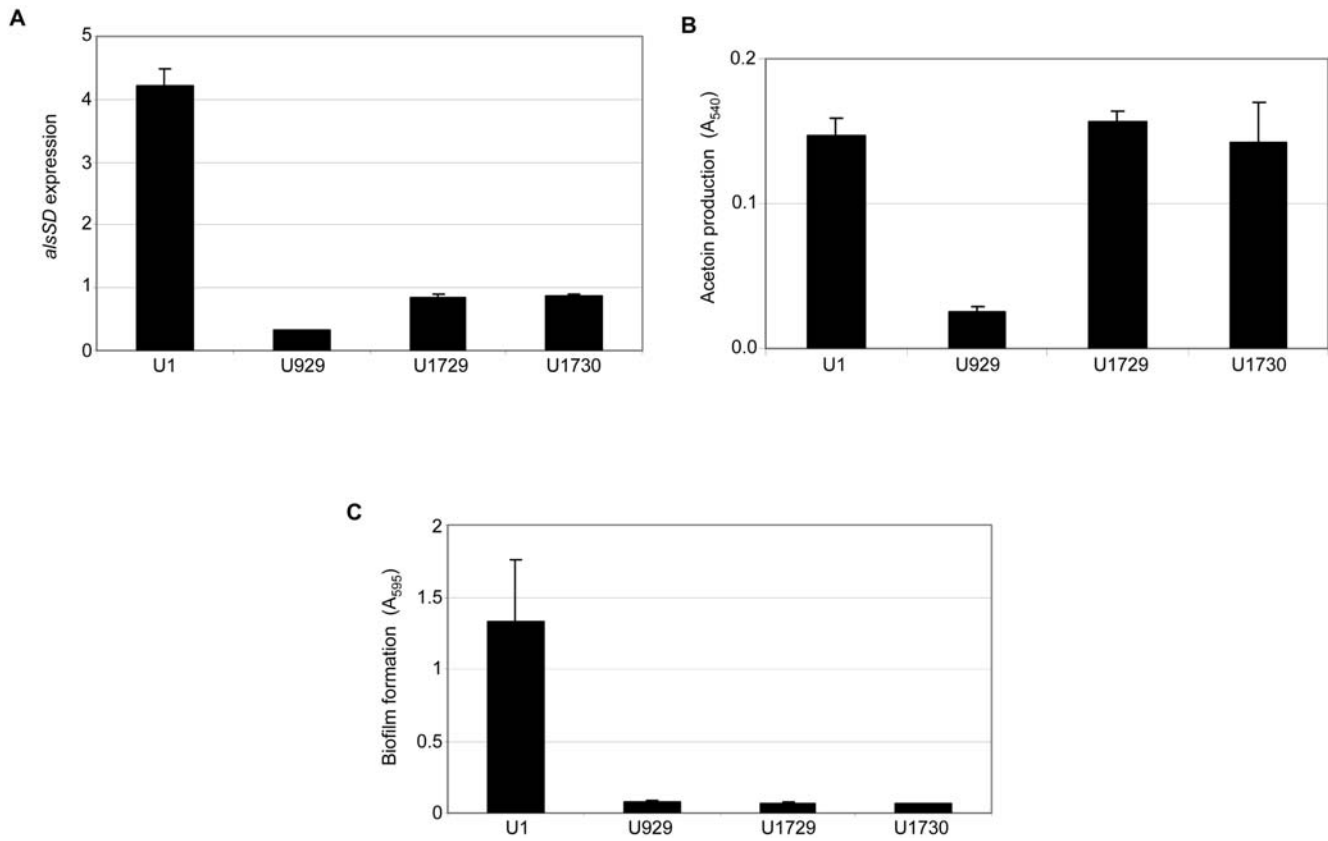 A
5
4
3
2
1
0
alsSD expression
U1 U929 U1729 U1730
B
0.2
0.1
0.0
Acetoin production (A540)
U1 U929 U1729 U1730
C
2
1.5
1
0.5
0
Biofilm formation (A595)
U1 U929 U1729 U1730